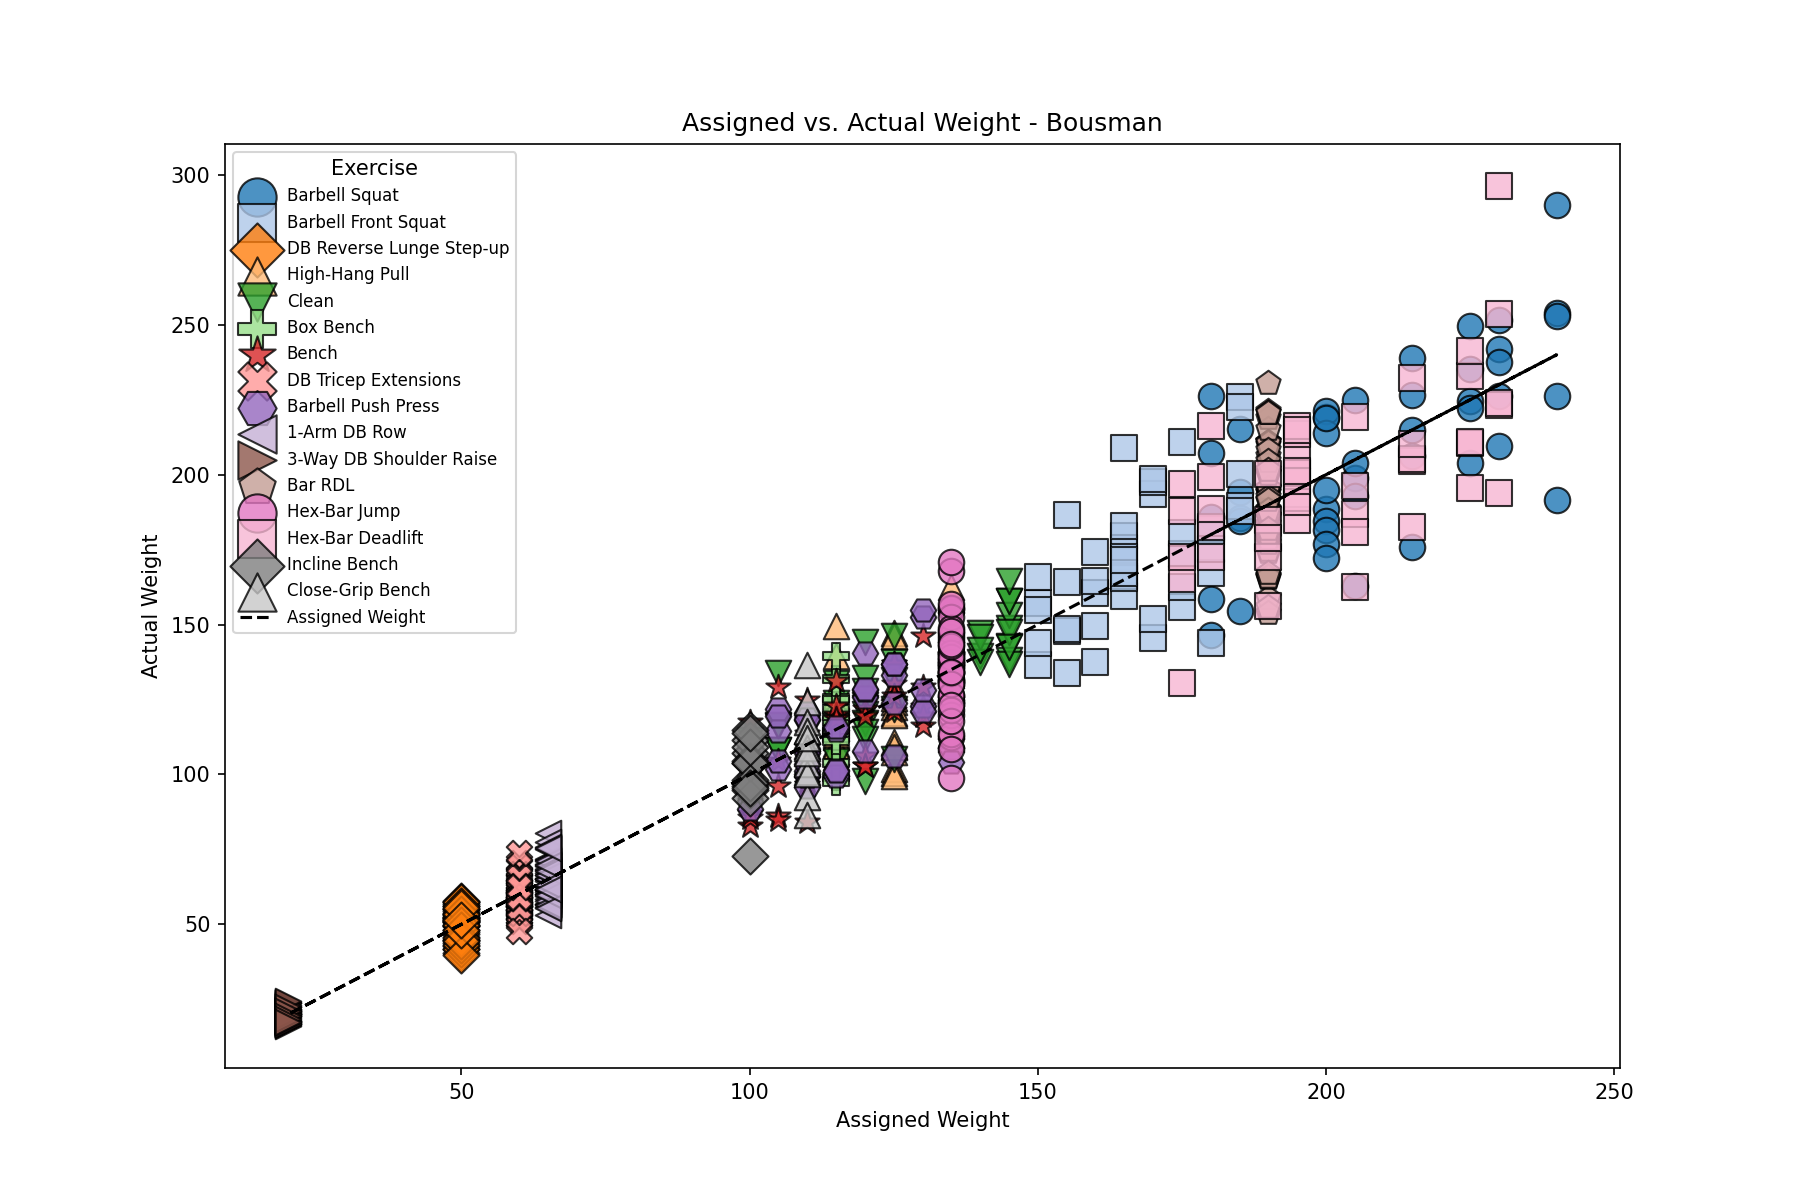 Assigned vs. Actual Weight - Bousman
Exercise
Barbell Squat
Barbell Front Squat
DB Reverse Lunge Step-up
High-Hang Pull
Clean
Box Bench
Bench
DB Tricep Extensions
Barbell Push Press
1-Arm DB Row
3-Way DB Shoulder Raise
Bar RDL
Hex-Bar Jump
Hex-Bar Deadlift
Incline Bench
Close-Grip Bench
Assigned Weight
300
250
200
150
100
50
Actual Weight
50
100
150
200
250
Assigned Weight